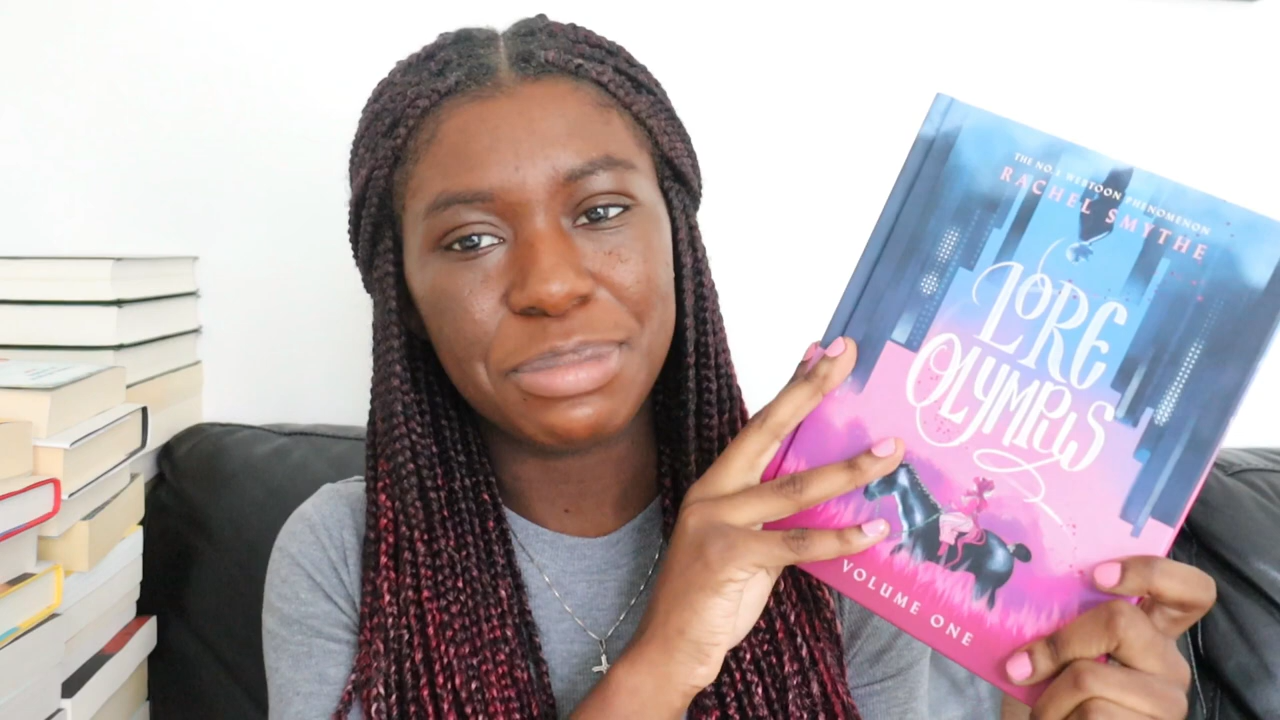 THE NO.1 WEBTOON PHENOMENON
RACHEL SMYTHE
LORE
OLYMPUS
VOLUME ONE